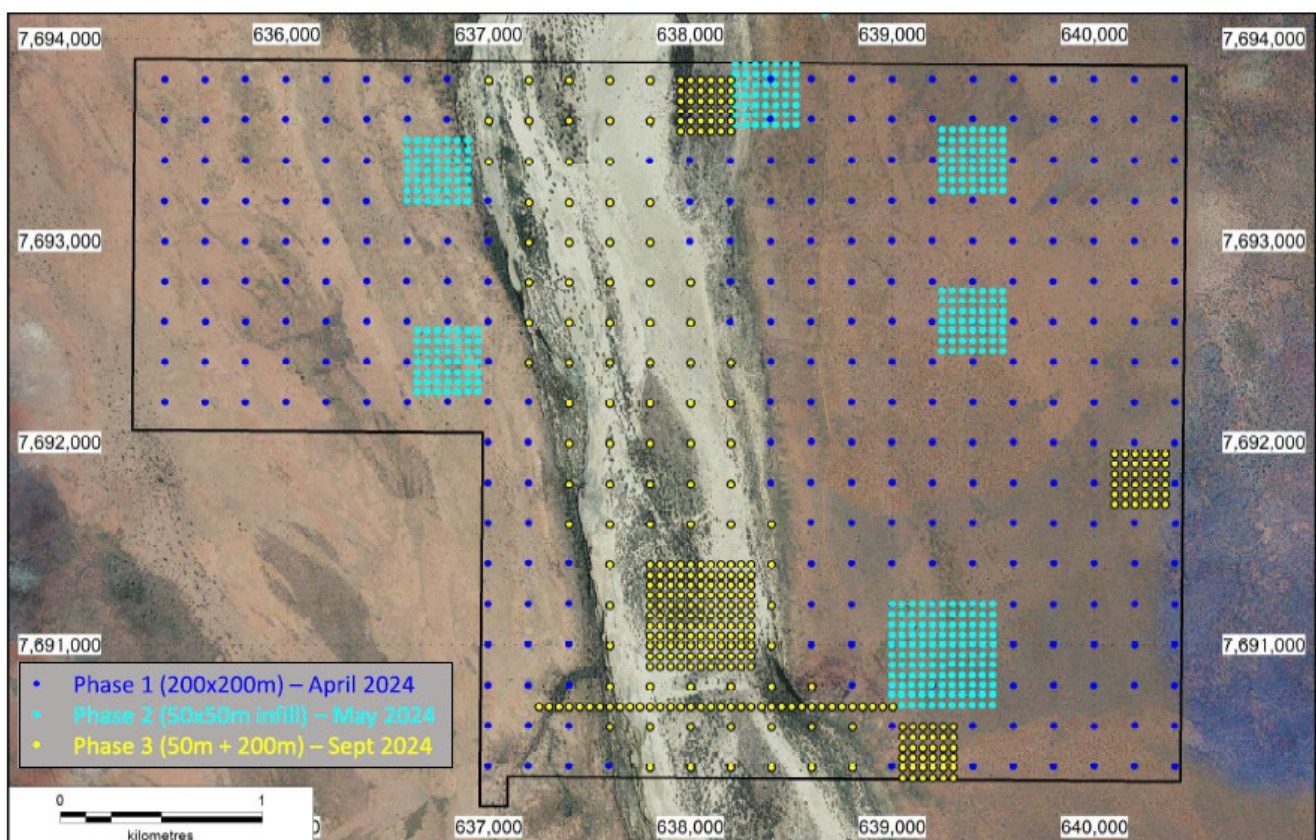 7,694,000 636,000 637,000 638,000 639,000 640,000 7,694,000
7,693,000 7,693,000
7,692,000 7,692,000
7,691,000 7,691,000
Phase 1 (200x200m) – April 2024
Phase 2 (50x50m infill) – May 2024
Phase 3 (50m + 200m) – Sept 2024
0 1
kilometres
637,000 638,000 639,000 640,000